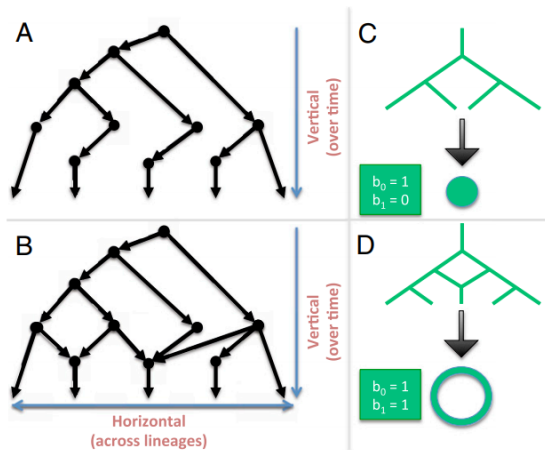 A
Vertical
(over time)
C
b0 = 1
b1 = 0
B
Vertical
(over time)
Horizontal
(across lineages)
D
b0 = 1
b1 = 1